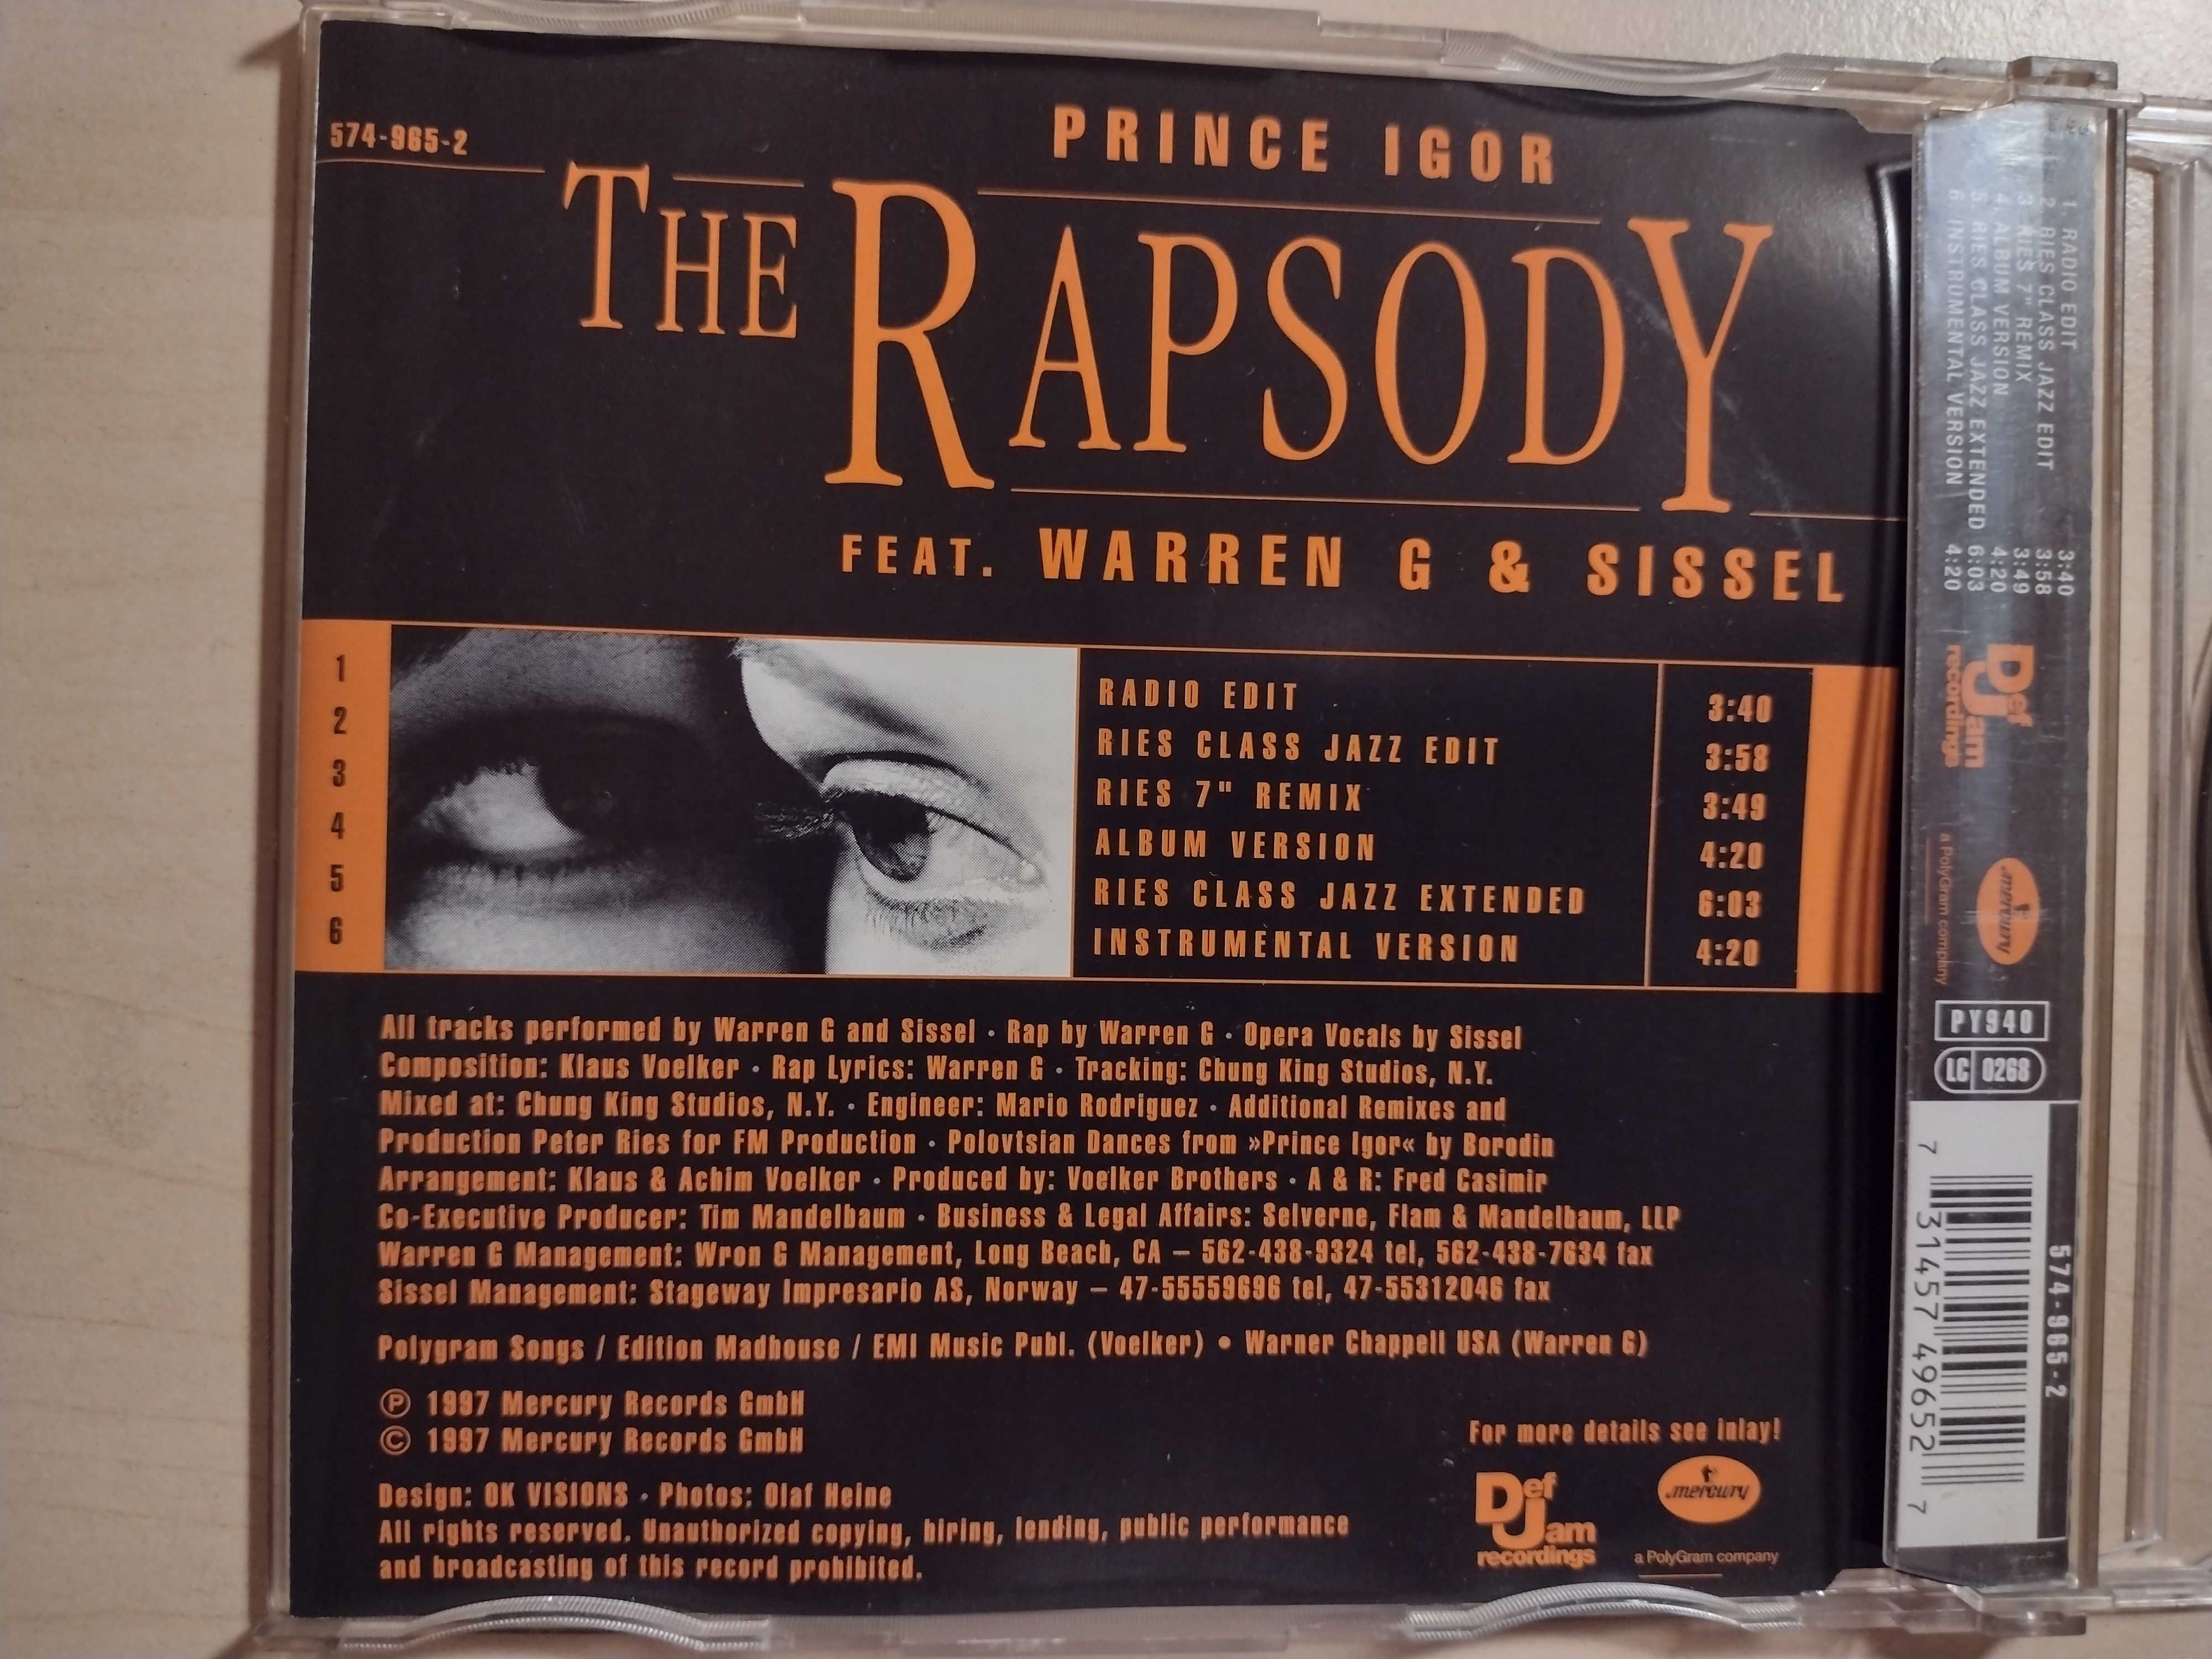 574-965-2
PRINCE IGOR
THE RAPSODY
FEAT. WARREN G & SISSEL
1 RADIO EDIT 3:40
2 RIES CLASS JAZZ EDIT 3:58
3 RIES 7" REMIX 3:49
4 ALBUM VERSION 4:20
5 RIES CLASS JAZZ EXTENDED 6:03
6 INSTRUMENTAL VERSION 4:20
All tracks performed by Warren G and Sissel · Rap by Warren G · Opera Vocals by Sissel
Composition: Klaus Voelker · Rap Lyrics: Warren G · Tracking: Chung King Studios, N.Y.
Mixed at: Chung King Studios, N.Y. · Engineer: Mario Rodriguez · Additional Remixes and
Production Peter Ries for FM Production · Polovtsian Dances from »Prince Igor« by Borodin
Arrangement: Klaus & Achim Voelker · Produced by: Voelker Brothers · A & R: Fred Casimir
Co-Executive Producer: Tim Mandelbaum · Business & Legal Affairs: Selverne, Flam & Mandelbaum, LLP
Warren G Management: Wron G Management, Long Beach, CA – 562-438-9324 tel, 562-438-7634 fax
Sissel Management: Stageway Impresario AS, Norway – 47-55559696 tel, 47-55312046 fax
Polygram Songs / Edition Madhouse / EMI Music Publ. (Voelker) • Warner Chappell USA (Warren G)
℗ 1997 Mercury Records GmbH
© 1997 Mercury Records GmbH
For more details see inlay!
Design: OK VISIONS · Photos: Olaf Heine
All rights reserved. Unauthorized copying, hiring, lending, public performance
and broadcasting of this record prohibited.
Def Jam
recordings
mercury
a PolyGram company
1. RADIO EDIT 3:40
2. RIES CLASS JAZZ EDIT 3:58
3. RIES 7" REMIX 3:49
4. ALBUM VERSION 4:20
5. RIES CLASS JAZZ EXTENDED 6:03
6. INSTRUMENTAL VERSION 4:20
Def Jam
recordings
mercury
a PolyGram company
PY940
LC 0268
574-965-2
7 31457 49652 7